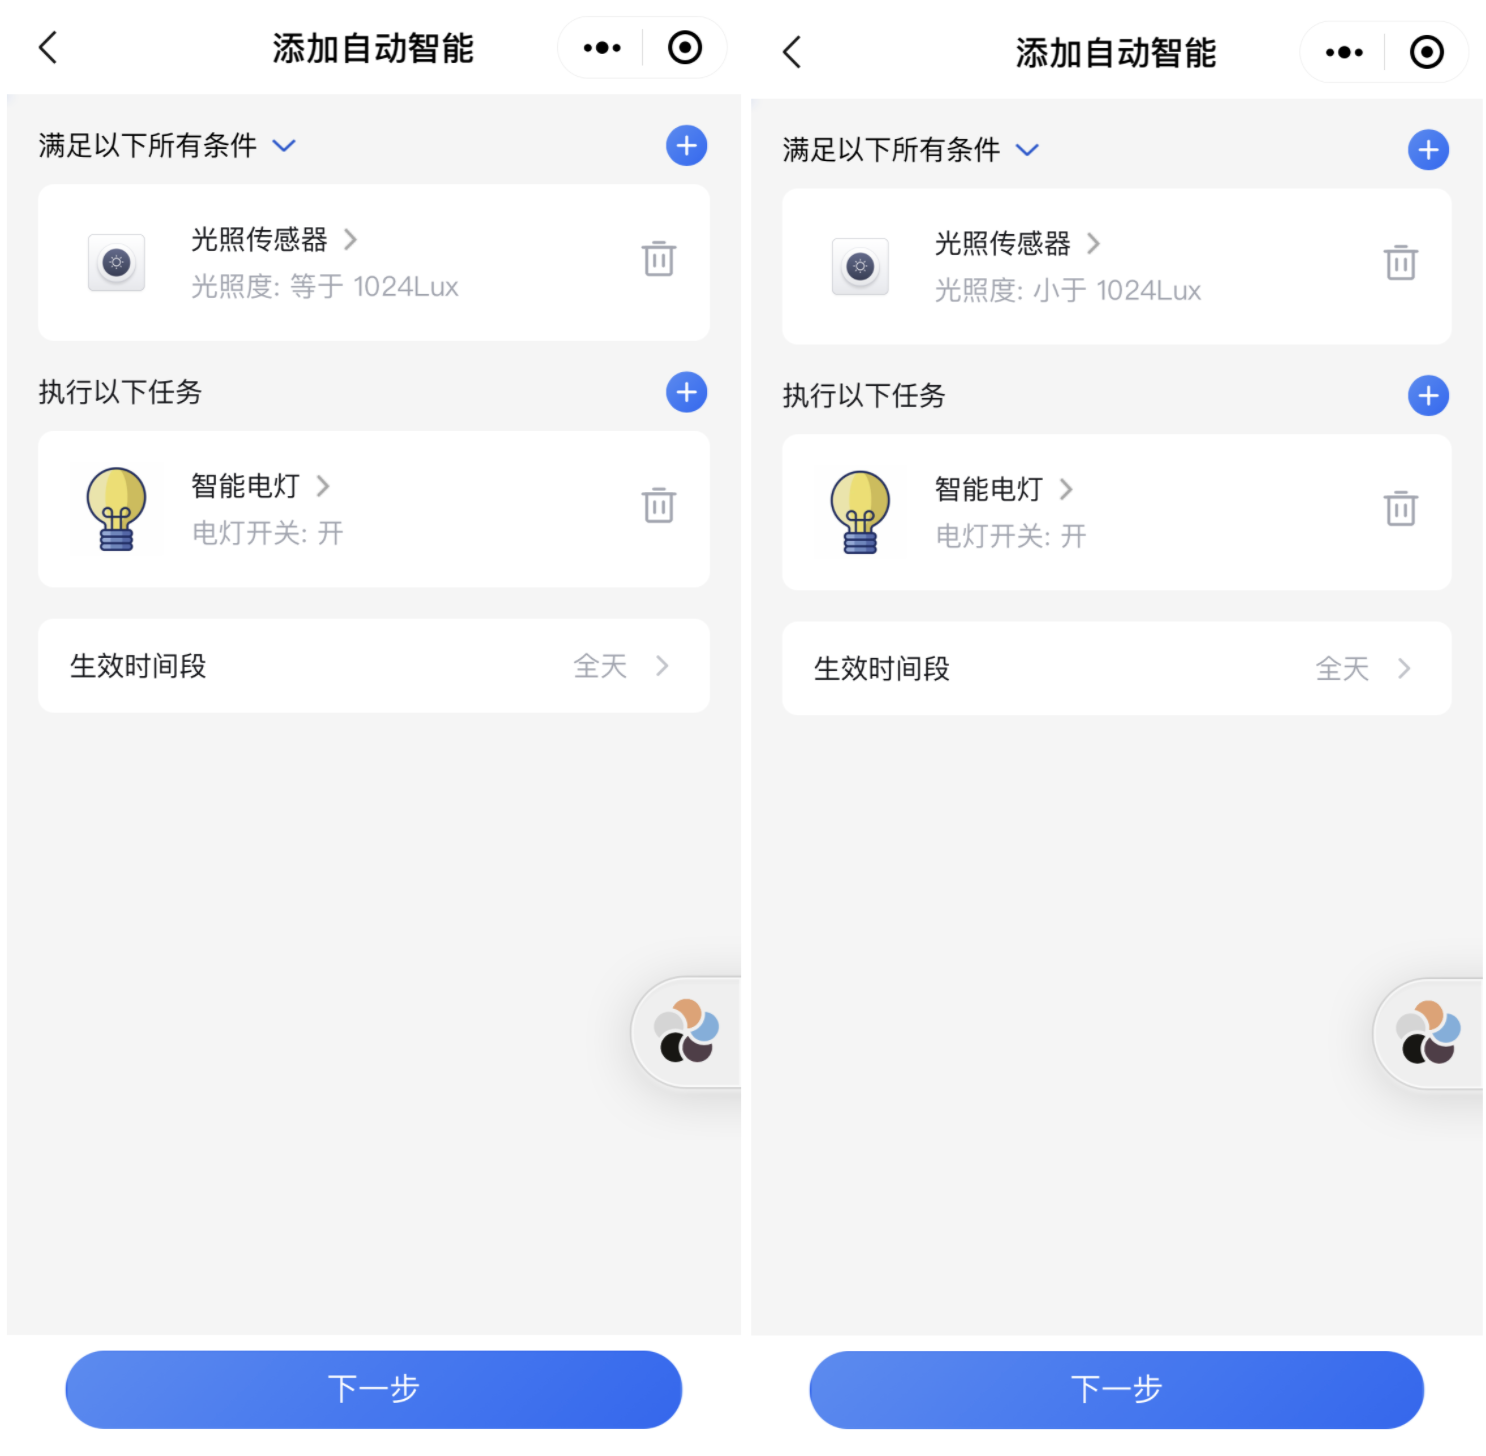 添加自动智能
满足以下所有条件
光照传感器
光照度: 等于 1024Lux
执行以下任务
智能电灯
电灯开关: 开
生效时间段
全天
下一步
添加自动智能
满足以下所有条件
光照传感器
光照度: 小于 1024Lux
执行以下任务
智能电灯
电灯开关: 开
生效时间段
全天
下一步